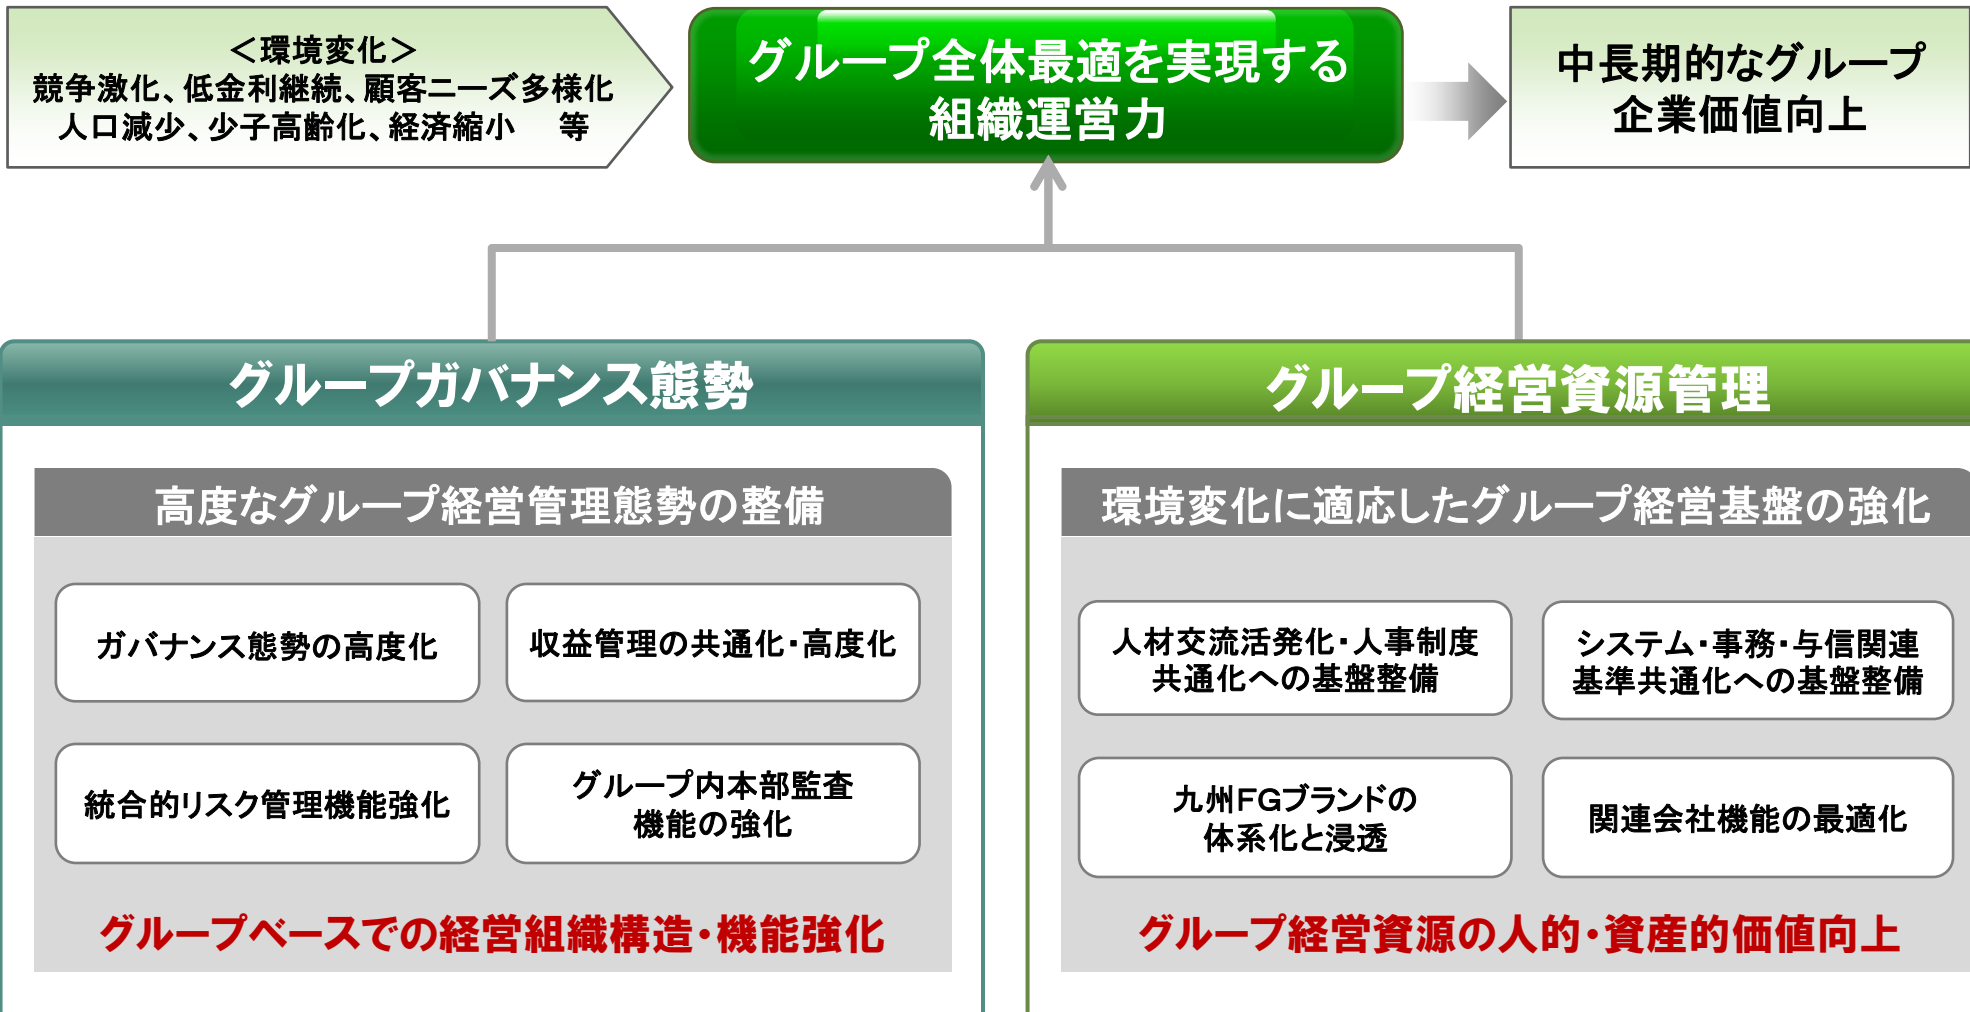 ＜環境変化＞
競争激化、低金利継続、顧客ニーズ多様化
人口減少、少子高齢化、経済縮小　等
グループ全体最適を実現する
組織運営力
中長期的なグループ
企業価値向上
グループガバナンス態勢
高度なグループ経営管理態勢の整備
ガバナンス態勢の高度化
収益管理の共通化・高度化
統合的リスク管理機能強化
グループ内本部監査
機能の強化
グループベースでの経営組織構造・機能強化
グループ経営資源管理
環境変化に適応したグループ経営基盤の強化
人材交流活発化・人事制度
共通化への基盤整備
システム・事務・与信関連
基準共通化への基盤整備
九州FGブランドの
体系化と浸透
関連会社機能の最適化
グループ経営資源の人的・資産的価値向上